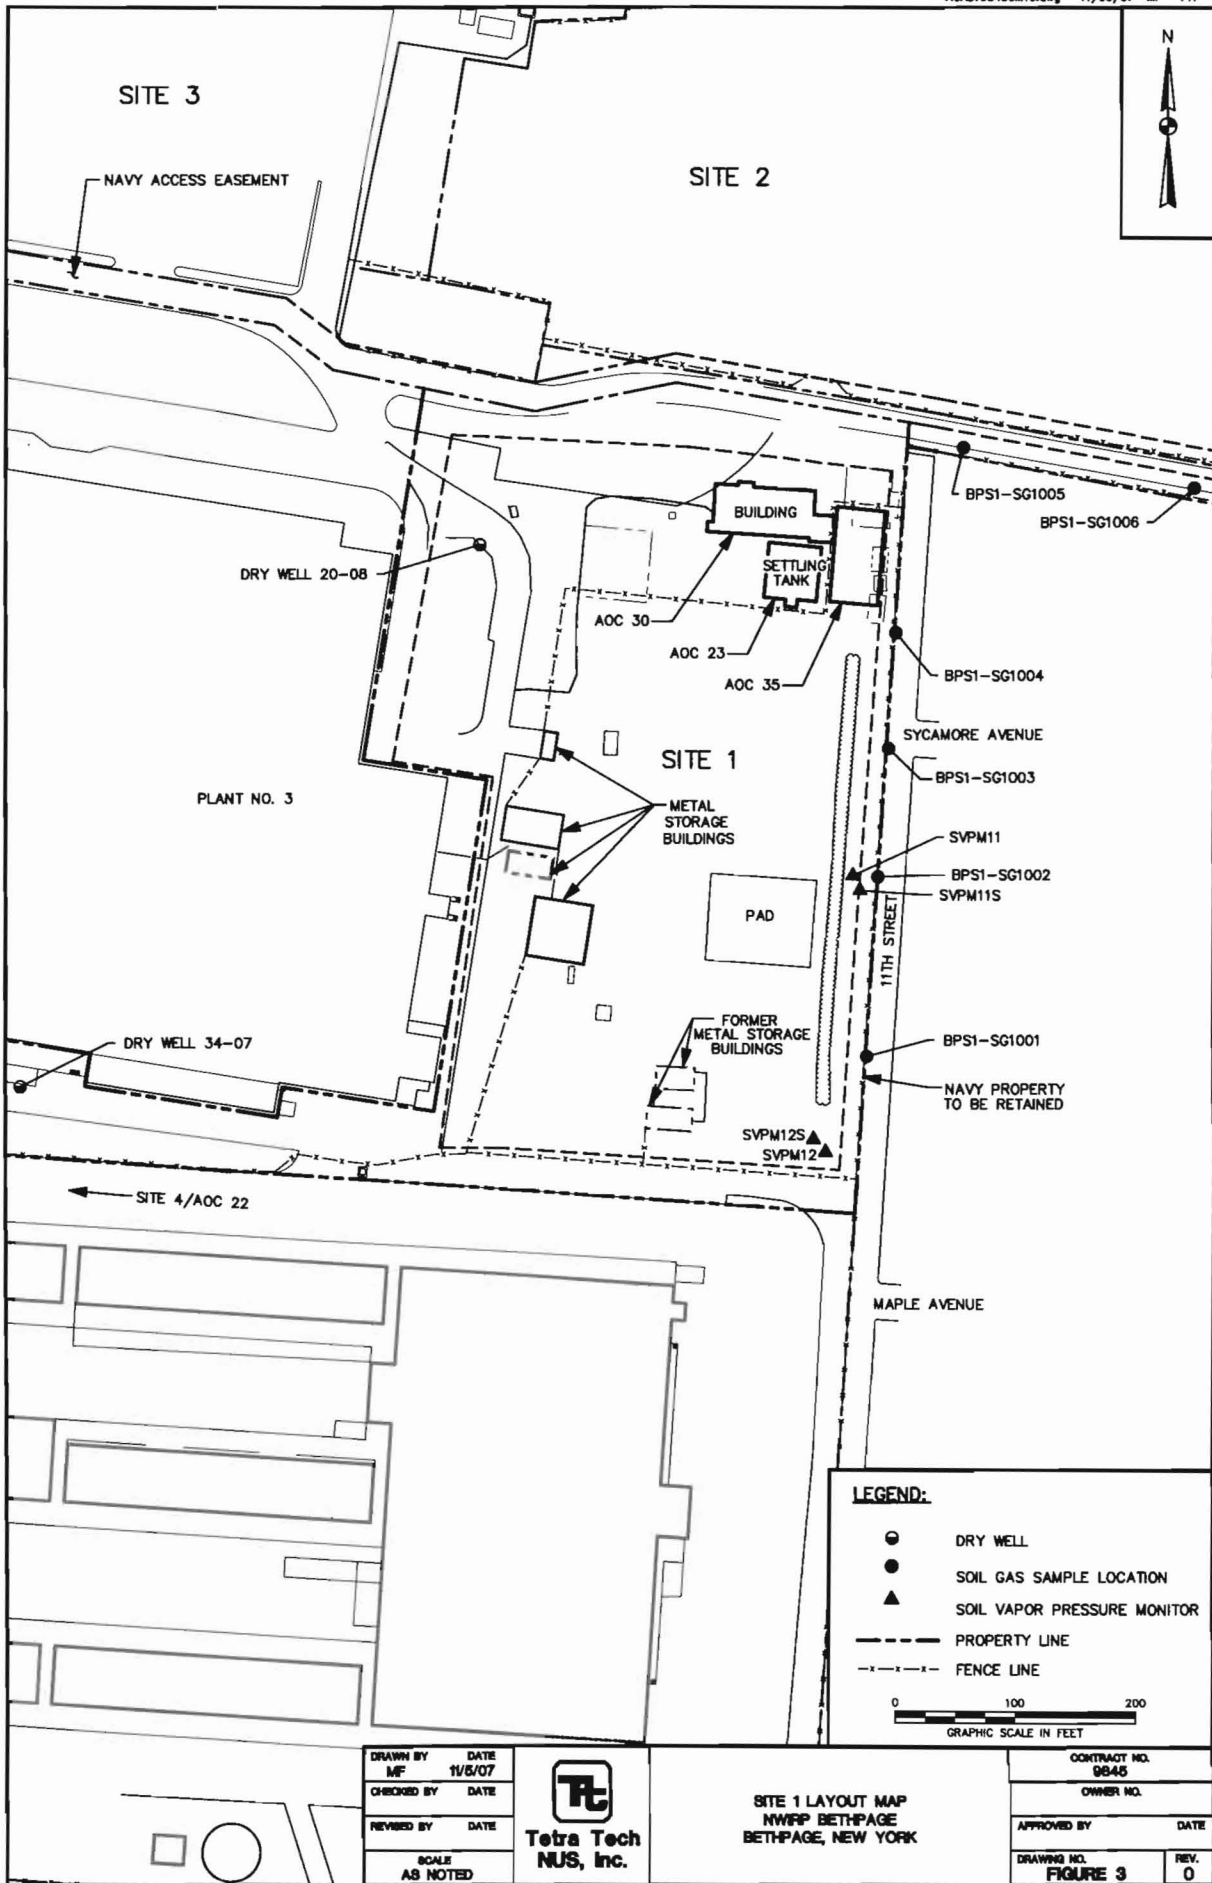 N
SITE 3
NAVY ACCESS EASEMENT
SITE 2
BPS1-SG1005
BPS1-SG1006
BUILDING
DRY WELL 20-08
SETTLING
TANK
AOC 30
AOC 23
AOC 35
BPS1-SG1004
SYCAMORE AVENUE
SITE 1
BPS1-SG1003
PLANT NO. 3
METAL
STORAGE
BUILDINGS
SVPM11
BPS1-SG1002
SVPM11S
PAD
11TH STREET
FORMER
METAL STORAGE
BUILDINGS
DRY WELL 34-07
BPS1-SG1001
NAVY PROPERTY
TO BE RETAINED
SVPM12S
SVPM12
SITE 4/AOC 22
MAPLE AVENUE
LEGEND:
DRY WELL
SOIL GAS SAMPLE LOCATION
SOIL VAPOR PRESSURE MONITOR
PROPERTY LINE
FENCE LINE
0 100 200
GRAPHIC SCALE IN FEET
DRAWN BY DATE
MF 11/5/07
CHECKED BY DATE
REVISED BY DATE
SCALE
AS NOTED
Tetra Tech
NUS, Inc.
SITE 1 LAYOUT MAP
NWIRP BETHPAGE
BETHPAGE, NEW YORK
CONTRACT NO.
9845
OWNER NO.
APPROVED BY DATE
DRAWING NO.
FIGURE 3
REV.
0